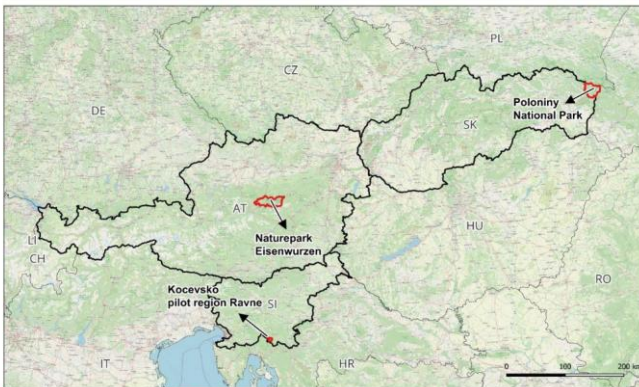 PL
CZ
DE
Poloniny
National Park
SK
AT
Naturepark
Eisenwurzen
HU
LI
CH
Kocevsko
pilot region Ravne
SI
RO
IT
HR
0 100 200 km